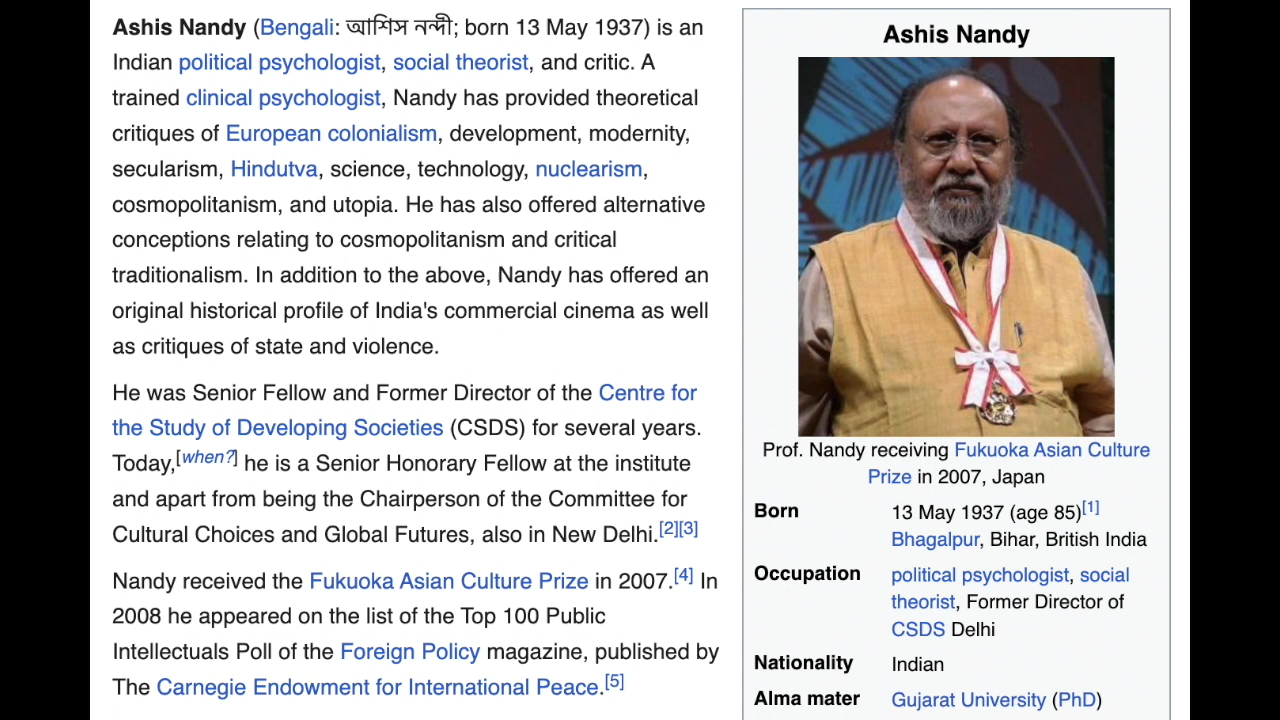 Ashis Nandy (Bengali: আশিস নন্দী; born 13 May 1937) is an
Indian political psychologist, social theorist, and critic. A
trained clinical psychologist, Nandy has provided theoretical
critiques of European colonialism, development, modernity,
secularism, Hindutva, science, technology, nuclearism,
cosmopolitanism, and utopia. He has also offered alternative
conceptions relating to cosmopolitanism and critical
traditionalism. In addition to the above, Nandy has offered an
original historical profile of India's commercial cinema as well
as critiques of state and violence.
He was Senior Fellow and Former Director of the Centre for
the Study of Developing Societies (CSDS) for several years.
Today,[when?] he is a Senior Honorary Fellow at the institute
and apart from being the Chairperson of the Committee for
Cultural Choices and Global Futures, also in New Delhi.[2][3]
Nandy received the Fukuoka Asian Culture Prize in 2007.[4] In
2008 he appeared on the list of the Top 100 Public
Intellectuals Poll of the Foreign Policy magazine, published by
The Carnegie Endowment for International Peace.[5]
Ashis Nandy
Prof. Nandy receiving Fukuoka Asian Culture
Prize in 2007, Japan
Born 13 May 1937 (age 85)[1]
Bhagalpur, Bihar, British India
Occupation political psychologist, social
theorist, Former Director of
CSDS Delhi
Nationality Indian
Alma mater Gujarat University (PhD)